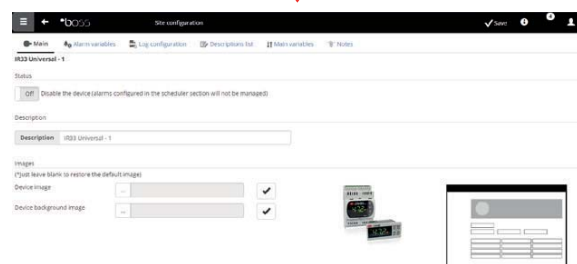 *boss
Site configuration
Save
Main
Alarm variables
Log configuration
Descriptions list
Main variables
Notes
IR33 Universal - 1
Status
Off
Disable the device (alarms configured in the scheduler section will not be managed)
Description
Description
IR33 Universal - 1
Images
(*Just leave blank to restore the default image)
Device image
...
Device background image
...